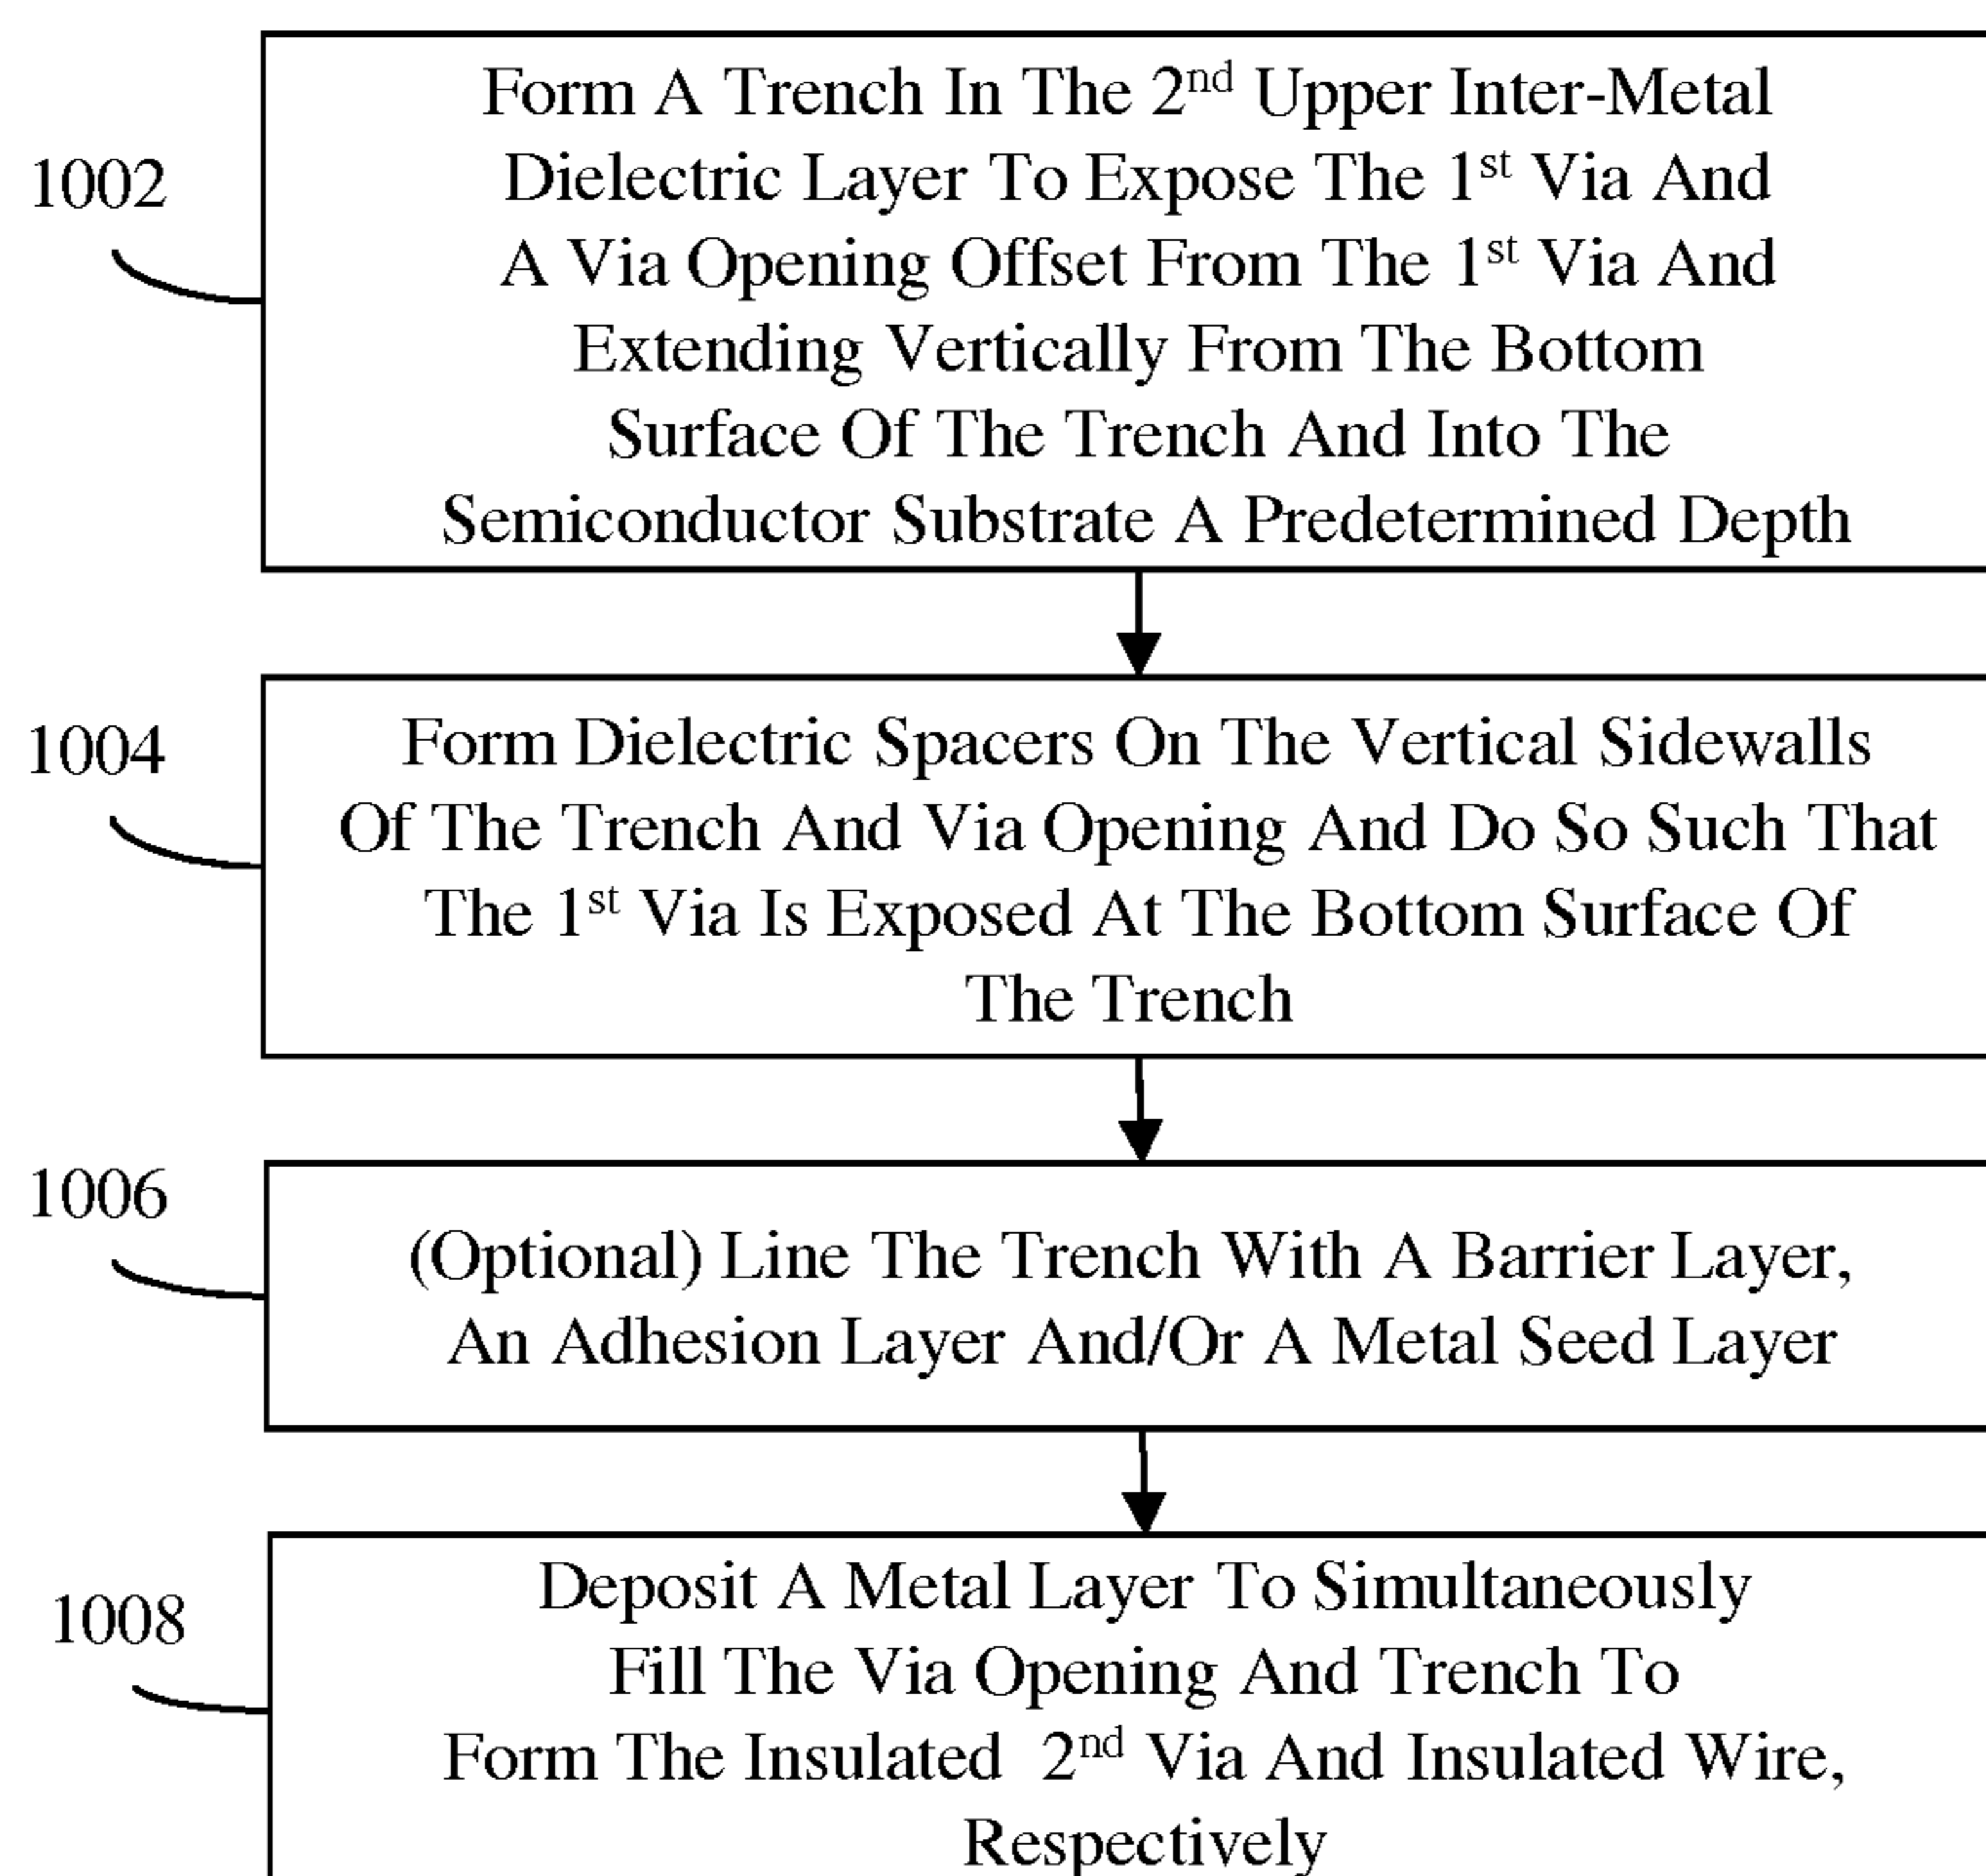 Form A Trench In The 2nd Upper Inter-Metal
Dielectric Layer To Expose The 1st Via And
A Via Opening Offset From The 1st Via And
Extending Vertically From The Bottom
Surface Of The Trench And Into The
Semiconductor Substrate A Predetermined Depth
1002
Form Dielectric Spacers On The Vertical Sidewalls
Of The Trench And Via Opening And Do So Such That
The 1st Via Is Exposed At The Bottom Surface Of
The Trench
1004
(Optional) Line The Trench With A Barrier Layer,
An Adhesion Layer And/Or A Metal Seed Layer
1006
Deposit A Metal Layer To Simultaneously
Fill The Via Opening And Trench To
Form The Insulated 2nd Via And Insulated Wire,
Respectively
1008